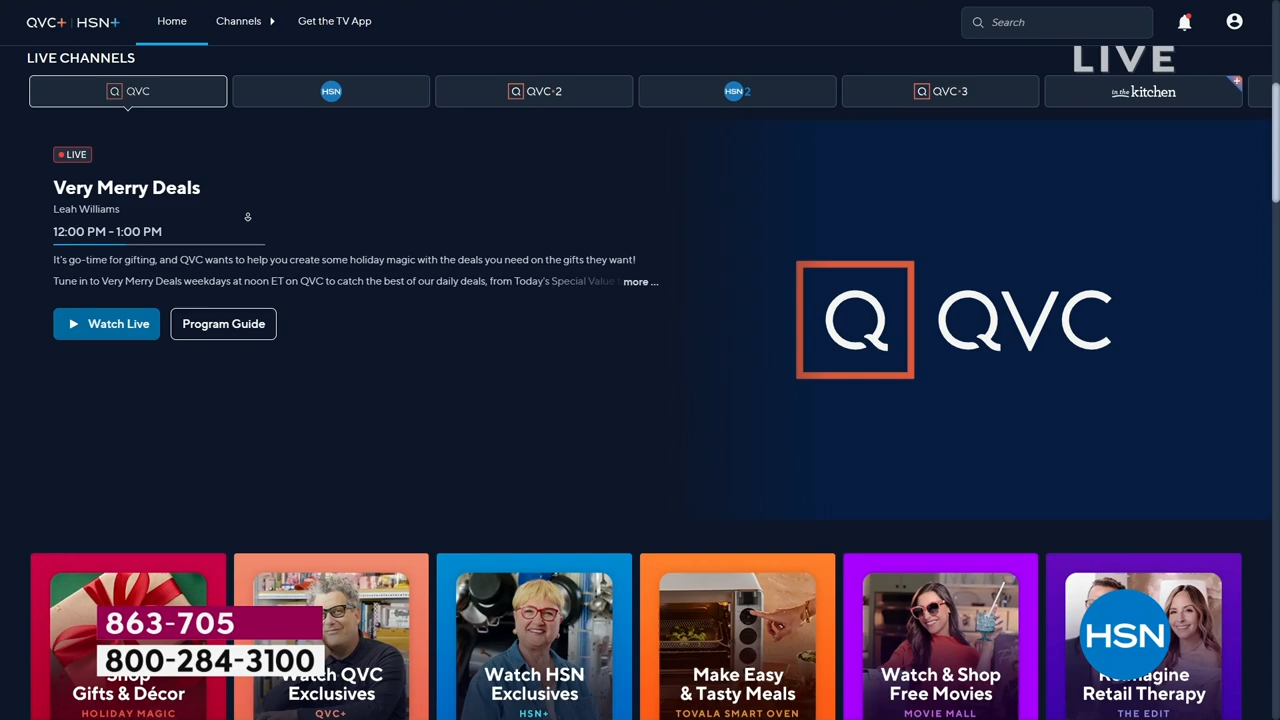 QVC+ | HSN+
Home
Channels
Get the TV App
Search
LIVE CHANNELS
LIVE
Q QVC
HSN
Q QVC·2
HSN 2
Q QVC·3
in the kitchen
LIVE
Very Merry Deals
Leah Williams
12:00 PM - 1:00 PM
It's go-time for gifting, and QVC wants to help you create some holiday magic with the deals you need on the gifts they want!
Tune in to Very Merry Deals weekdays at noon ET on QVC to catch the best of our daily deals, from Today's Special Value more ...
Watch Live
Program Guide
Q QVC
863-705
800-284-3100
Shop
Gifts & Décor
HOLIDAY MAGIC
Watch QVC
Exclusives
QVC+
Watch HSN
Exclusives
HSN+
Make Easy
& Tasty Meals
TOVALA SMART OVEN
Watch & Shop
Free Movies
MOVIE MALL
HSN
Reimagine
Retail Therapy
THE EDIT